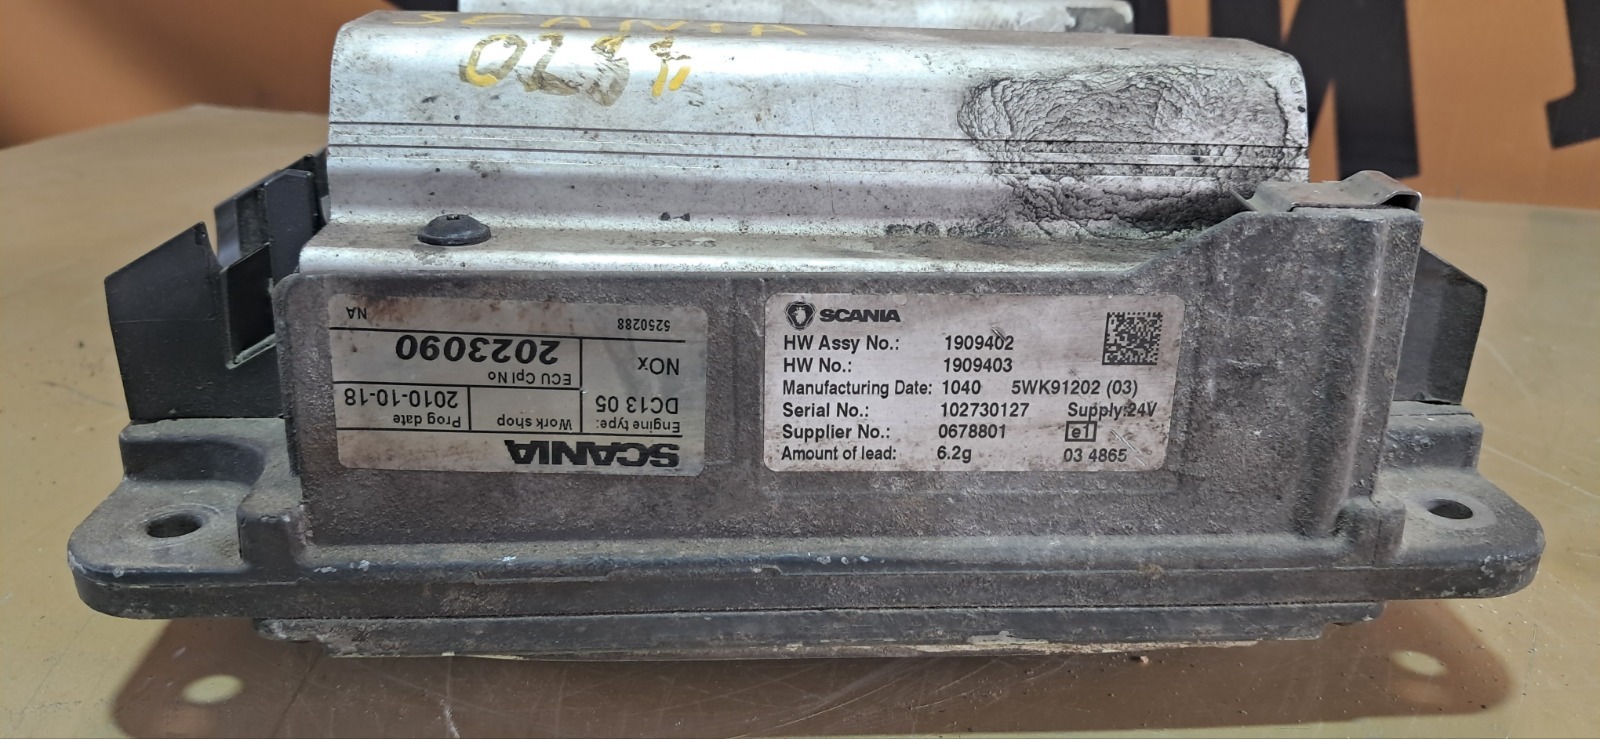 SCANIA
SCANIA
Engine type: Work shop Prog date
DC13 05 2010-10-18
ECU Cpl No
NOx 2023090
5250288 NA
SCANIA
HW Assy No.: 1909402
HW No.: 1909403
Manufacturing Date: 1040 5WK91202 (03)
Serial No.: 102730127 Supply:24V
Supplier No.: 0678801 e1
Amount of lead: 6.2g 03 4865